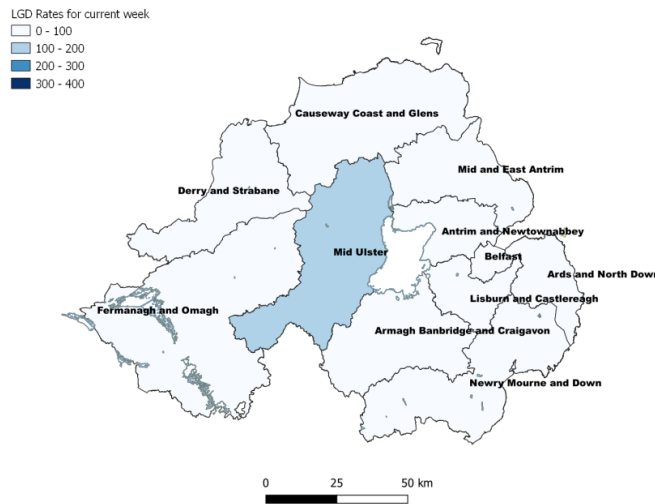 LGD Rates for current week
0 - 100
100 - 200
200 - 300
300 - 400
Causeway Coast and Glens
Mid and East Antrim
Derry and Strabane
Antrim and Newtownabbey
Mid Ulster
Belfast
Ards and North Down
Lisburn and Castlereagh
Fermanagh and Omagh
Armagh Banbridge and Craigavon
Newry Mourne and Down
0 25 50 km